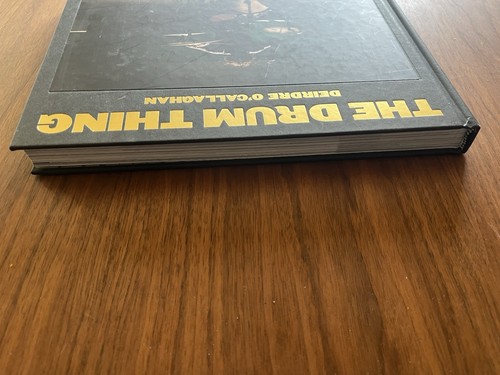 THE DRUM THING
DEIRDRE O'CALLAGHAN